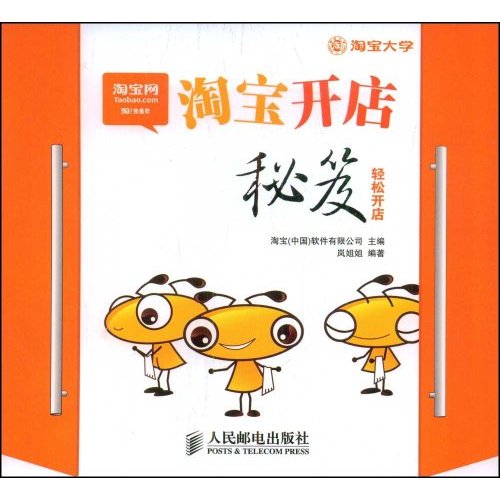 淘宝大学
淘宝网
Taobao.com
淘!我喜欢
淘宝开店
秘笈
轻松开店
淘宝(中国)软件有限公司 主编
岚姐姐 编著
人民邮电出版社
POSTS & TELECOM PRESS